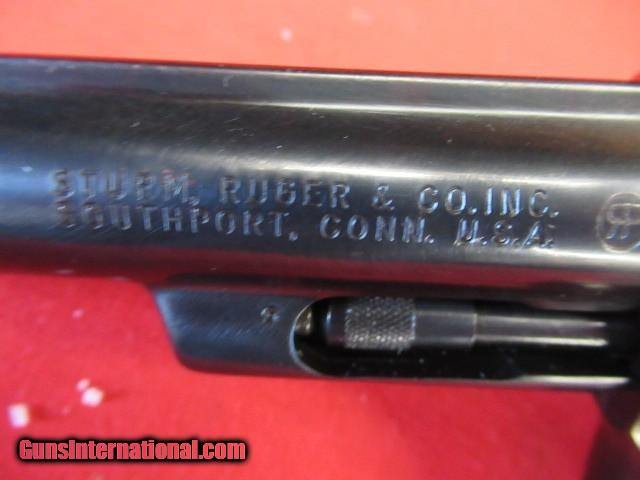 STURM, RUGER & CO. INC.
SOUTHPORT, CONN. U.S.A.
GunsInternational.com